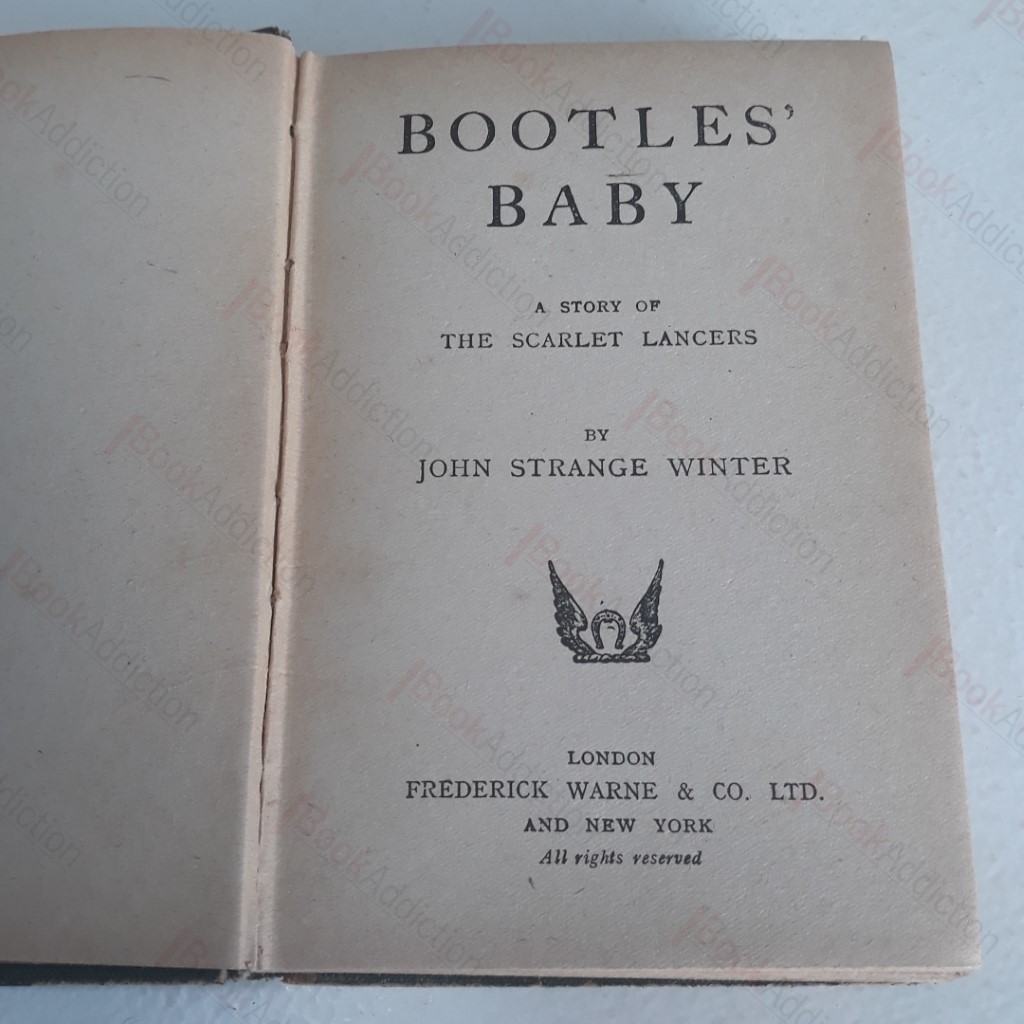 BOOTLES'
BABY
A STORY OF
THE SCARLET LANCERS
BY
JOHN STRANGE WINTER
LONDON
FREDERICK WARNE & CO. LTD.
AND NEW YORK
All rights reserved
BookAddiction